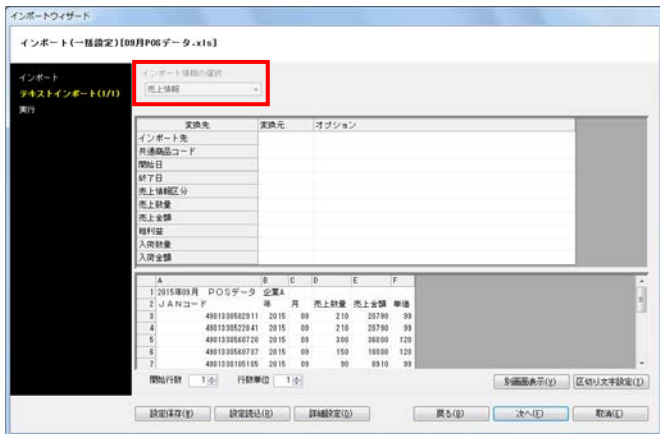 インポートウィザード
インポート(一括設定)[09月POSデータ.xls]
インポート
テキストインポート(1/1)
実行
インポート情報の選択
売上情報
変換先 変換元 オプション
インポート先
共通商品コード
開始日
終了日
売上情報区分
売上数量
売上金額
粗利益
入荷数量
入荷金額
A B C D E F
1 2015年09月 POSデータ 企業A
2 JANコード 年 月 売上数量 売上金額 単価
3 4901330502911 2015 09 210 20790 99
4 4901330522841 2015 09 210 20790 99
5 4901330560720 2015 09 300 36000 120
6 4901330560737 2015 09 150 18000 120
7 4901330105105 2015 09 90 8910 99
開始行数 1 行数単位 1
別画面表示(V) 区切り文字設定(T)
設定保存(W) 設定読込(R) 詳細設定(O) 戻る(B) 次へ(F) 取消(C)